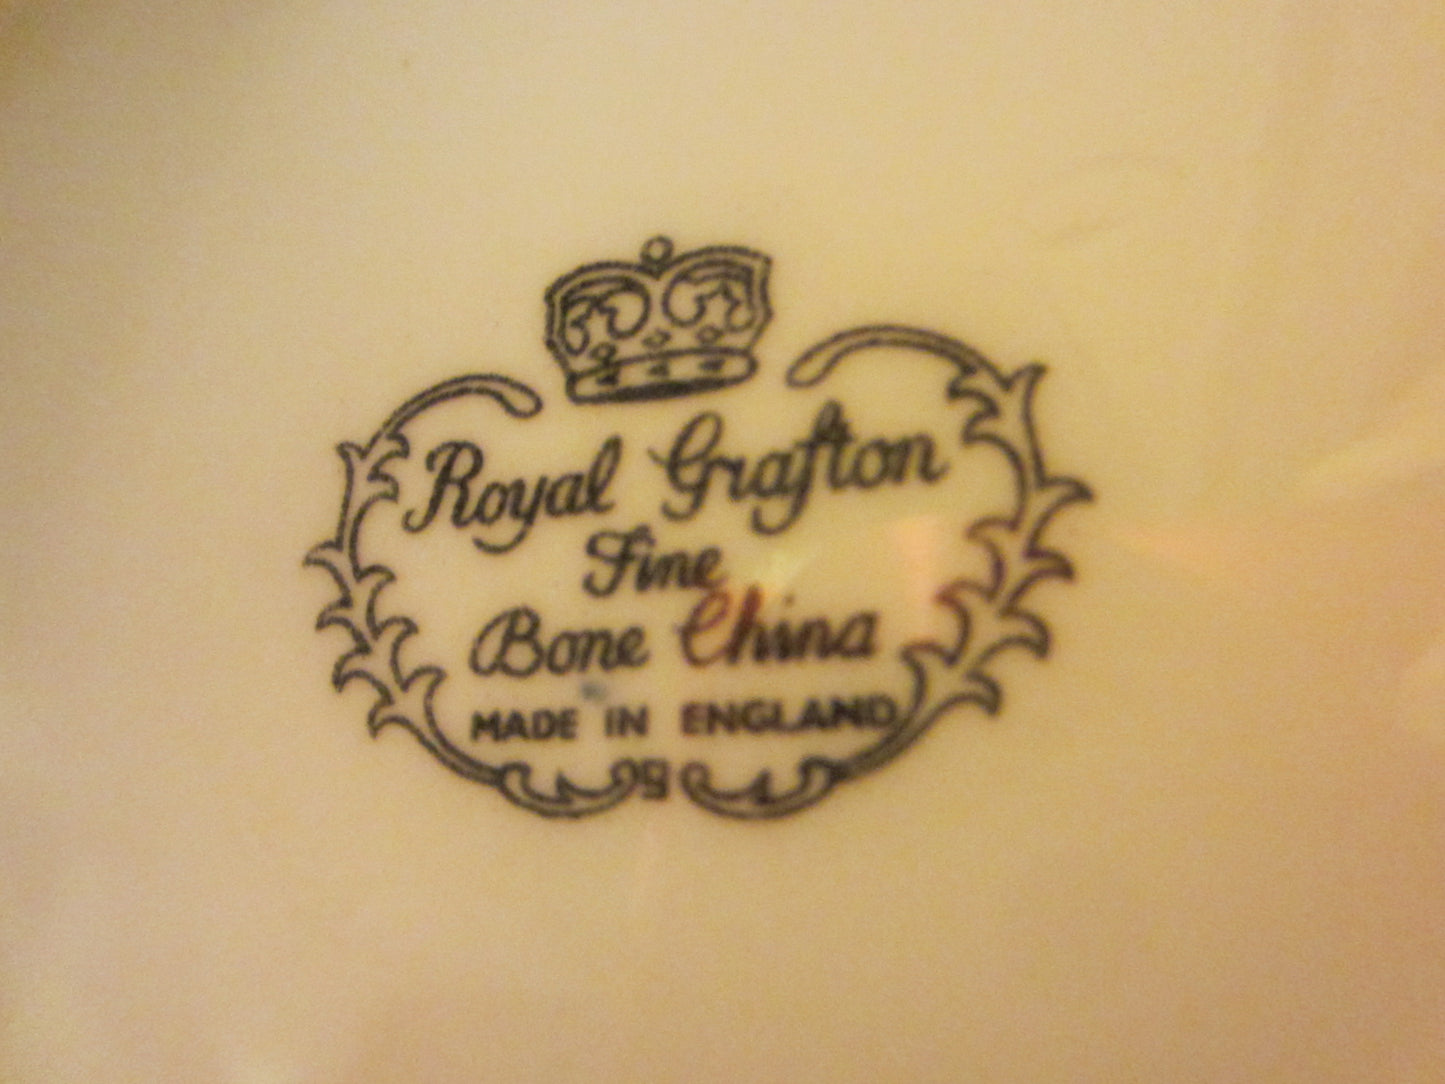 Royal Grafton
Fine
Bone China
MADE IN ENGLAND